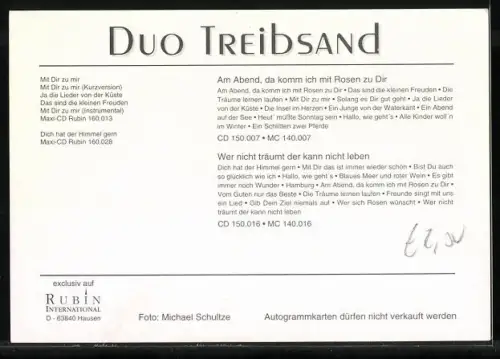 Duo Treibsand
Mit Dir zu mir
Mit Dir zu mir (Kurzversion)
Ja die Lieder von der Küste
Das sind die kleinen Freuden
Mit Dir zu mir (Instrumental)
Maxi-CD Rubin 160.013
Dich hat der Himmel gern
Maxi-CD Rubin 160.028
Am Abend, da komm ich mit Rosen zu Dir
Am Abend, da komm ich mit Rosen zu Dir • Das sind die kleinen Freuden • Die
Träume lernen laufen • Mit Dir zu mir • Solang es Dir gut geht • Ja die Lieder
von der Küste • Die Insel im Herzen • Ein Junge von der Waterkant • Ein Abend
auf der See • Heut´ müßte Sonntag sein • Hallo, wie geht´s • Alle Kinder woll´n
im Winter • Ein Schlitten zwei Pferde
CD 150.007 • MC 140.007
Wer nicht träumt der kann nicht leben
Dich hat der Himmel gern • Mit Dir das ist immer wieder schön • Bist Du auch
so glücklich wie ich • Hallo, wie geht´s • Blaues Meer und roter Wein • Es gibt
immer noch Wunder • Hamburg • Am Abend, da komm ich mit Rosen zu Dir •
Vom Guten nur das Beste • Die Träume lernen laufen • Freunde singt mit uns
ein Lied • Gib Dein Ziel niemals auf • Wer sich Rosen wünscht • Wer nicht
träumt der kann nicht leben
CD 150.016 • MC 140.016
exclusiv auf
RUBIN
INTERNATIONAL
D - 63840 Hausen
Foto: Michael Schultze
Autogrammkarten dürfen nicht verkauft werden